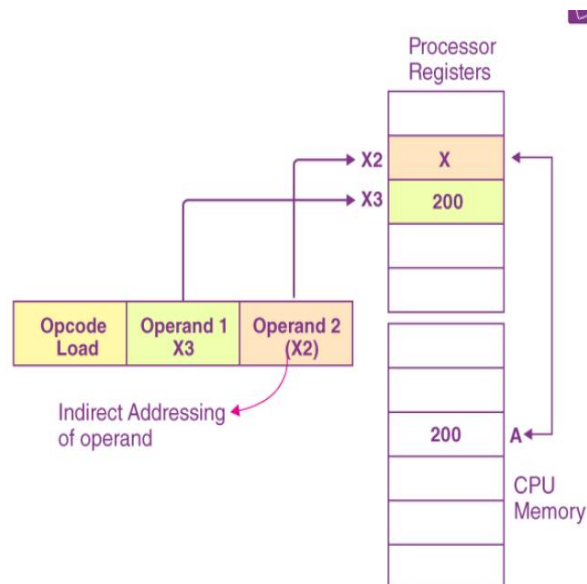 Processor
Registers
X2
X
X3
200
Opcode
Load
Operand 1
X3
Operand 2
(X2)
Indirect Addressing
of operand
200
A
CPU
Memory